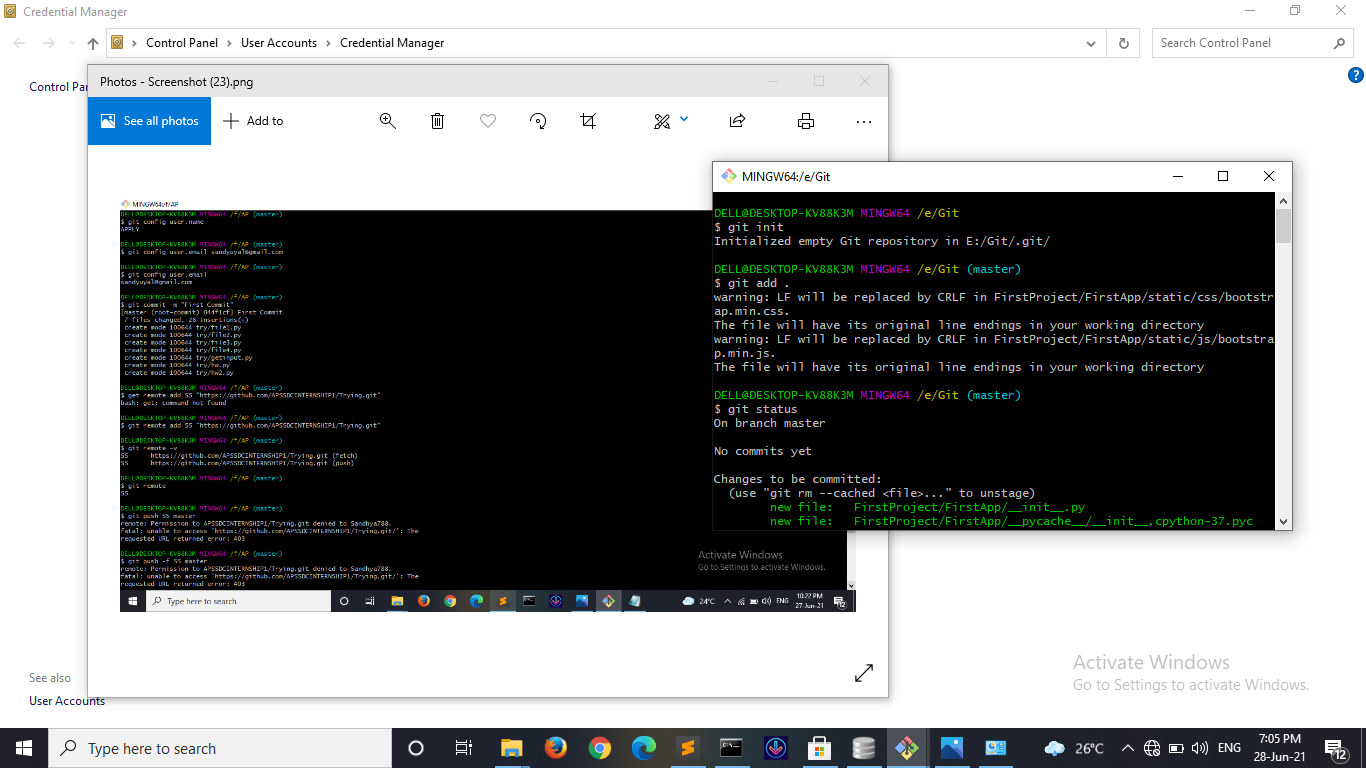 Credential Manager
Control Panel › User Accounts › Credential Manager
Search Control Panel
Control Pa
Photos - Screenshot (23).png
See all photos
Add to
MINGW64:/f/AP
DELL@DESKTOP-KV88K3M MINGW64 /f/AP (master)
$ git config user.name
APPLY
DELL@DESKTOP-KV88K3M MINGW64 /f/AP (master)
$ git config user.email sandyuyal@gmail.com
DELL@DESKTOP-KV88K3M MINGW64 /f/AP (master)
$ git config user.email
sandyuyal@gmail.com
DELL@DESKTOP-KV88K3M MINGW64 /f/AP (master)
$ git commit -m "First Commit"
[master (root-commit) 044f1cf] First Commit
7 files changed, 26 insertions(+)
create mode 100644 try/file1.py
create mode 100644 try/file2.py
create mode 100644 try/file3.py
create mode 100644 try/file4.py
create mode 100644 try/getinput.py
create mode 100644 try/hw.py
create mode 100644 try/hw2.py
DELL@DESKTOP-KV88K3M MINGW64 /f/AP (master)
$ get remote add SS "https://github.com/APSSDCINTERNSHIP1/Trying.git"
bash: get: command not found
DELL@DESKTOP-KV88K3M MINGW64 /f/AP (master)
$ git remote add SS "https://github.com/APSSDCINTERNSHIP1/Trying.git"
DELL@DESKTOP-KV88K3M MINGW64 /f/AP (master)
$ git remote -v
SS https://github.com/APSSDCINTERNSHIP1/Trying.git (fetch)
SS https://github.com/APSSDCINTERNSHIP1/Trying.git (push)
DELL@DESKTOP-KV88K3M MINGW64 /f/AP (master)
$ git remote
SS
DELL@DESKTOP-KV88K3M MINGW64 /f/AP (master)
$ git push SS master
remote: Permission to APSSDCINTERNSHIP1/Trying.git denied to Sandhya788.
fatal: unable to access 'https://github.com/APSSDCINTERNSHIP1/Trying.git/': The
requested URL returned error: 403
DELL@DESKTOP-KV88K3M MINGW64 /f/AP (master)
$ git push -f SS master
remote: Permission to APSSDCINTERNSHIP1/Trying.git denied to Sandhya788.
fatal: unable to access 'https://github.com/APSSDCINTERNSHIP1/Trying.git/': The
requested URL returned error: 403
Activate Windows
Go to Settings to activate Windows.
Type here to search
24°C
ENG
10:22 PM
27-Jun-21
12
MINGW64:/e/Git
DELL@DESKTOP-KV88K3M MINGW64 /e/Git
$ git init
Initialized empty Git repository in E:/Git/.git/
DELL@DESKTOP-KV88K3M MINGW64 /e/Git (master)
$ git add .
warning: LF will be replaced by CRLF in FirstProject/FirstApp/static/css/bootstr
ap.min.css.
The file will have its original line endings in your working directory
warning: LF will be replaced by CRLF in FirstProject/FirstApp/static/js/bootstra
p.min.js.
The file will have its original line endings in your working directory
DELL@DESKTOP-KV88K3M MINGW64 /e/Git (master)
$ git status
On branch master
No commits yet
Changes to be committed:
(use "git rm --cached <file>..." to unstage)
new file: FirstProject/FirstApp/__init__.py
new file: FirstProject/FirstApp/__pycache__/__init__.cpython-37.pyc
See also
User Accounts
Activate Windows
Go to Settings to activate Windows.
Type here to search
26°C
ENG
7:05 PM
28-Jun-21
12